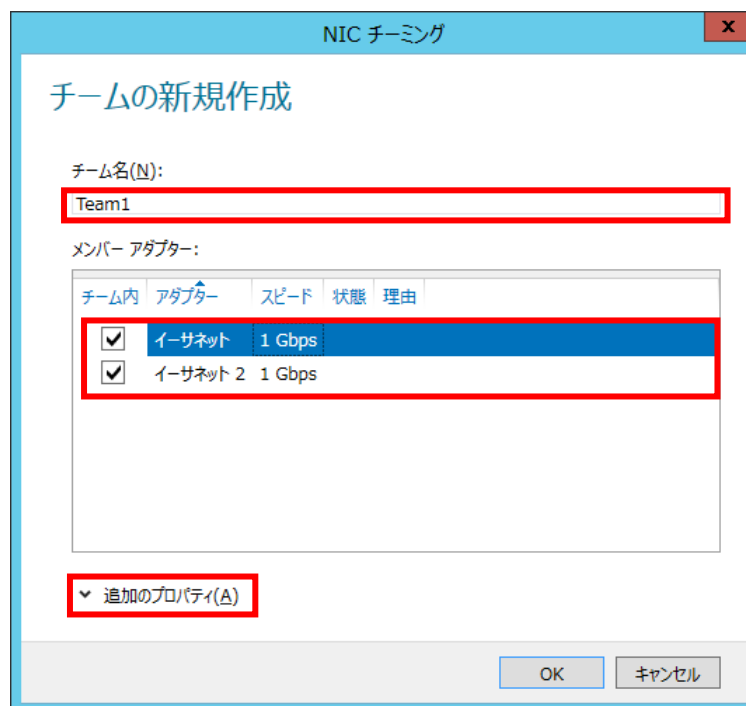 NIC チーミング
x
チームの新規作成
チーム名(N):
Team1
メンバー アダプター:
チーム内 アダプター スピード 状態 理由
イーサネット 1 Gbps
イーサネット 2 1 Gbps
追加のプロパティ(A)
OK キャンセル